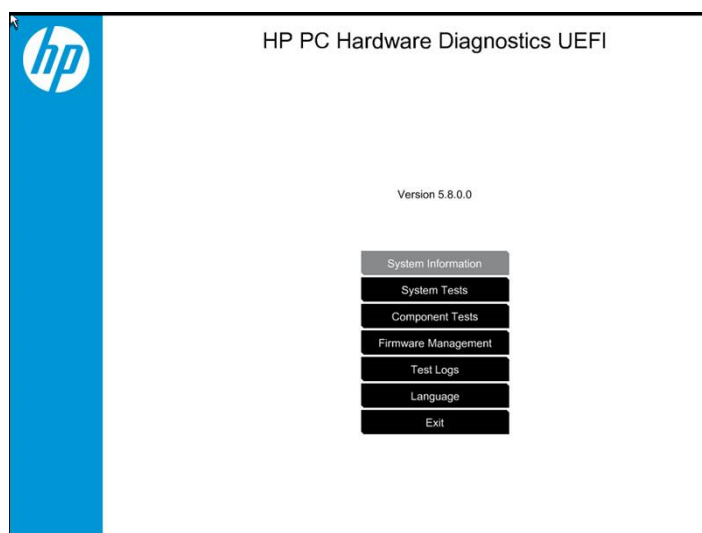 hp
HP PC Hardware Diagnostics UEFI
Version 5.8.0.0
System Information
System Tests
Component Tests
Firmware Management
Test Logs
Language
Exit